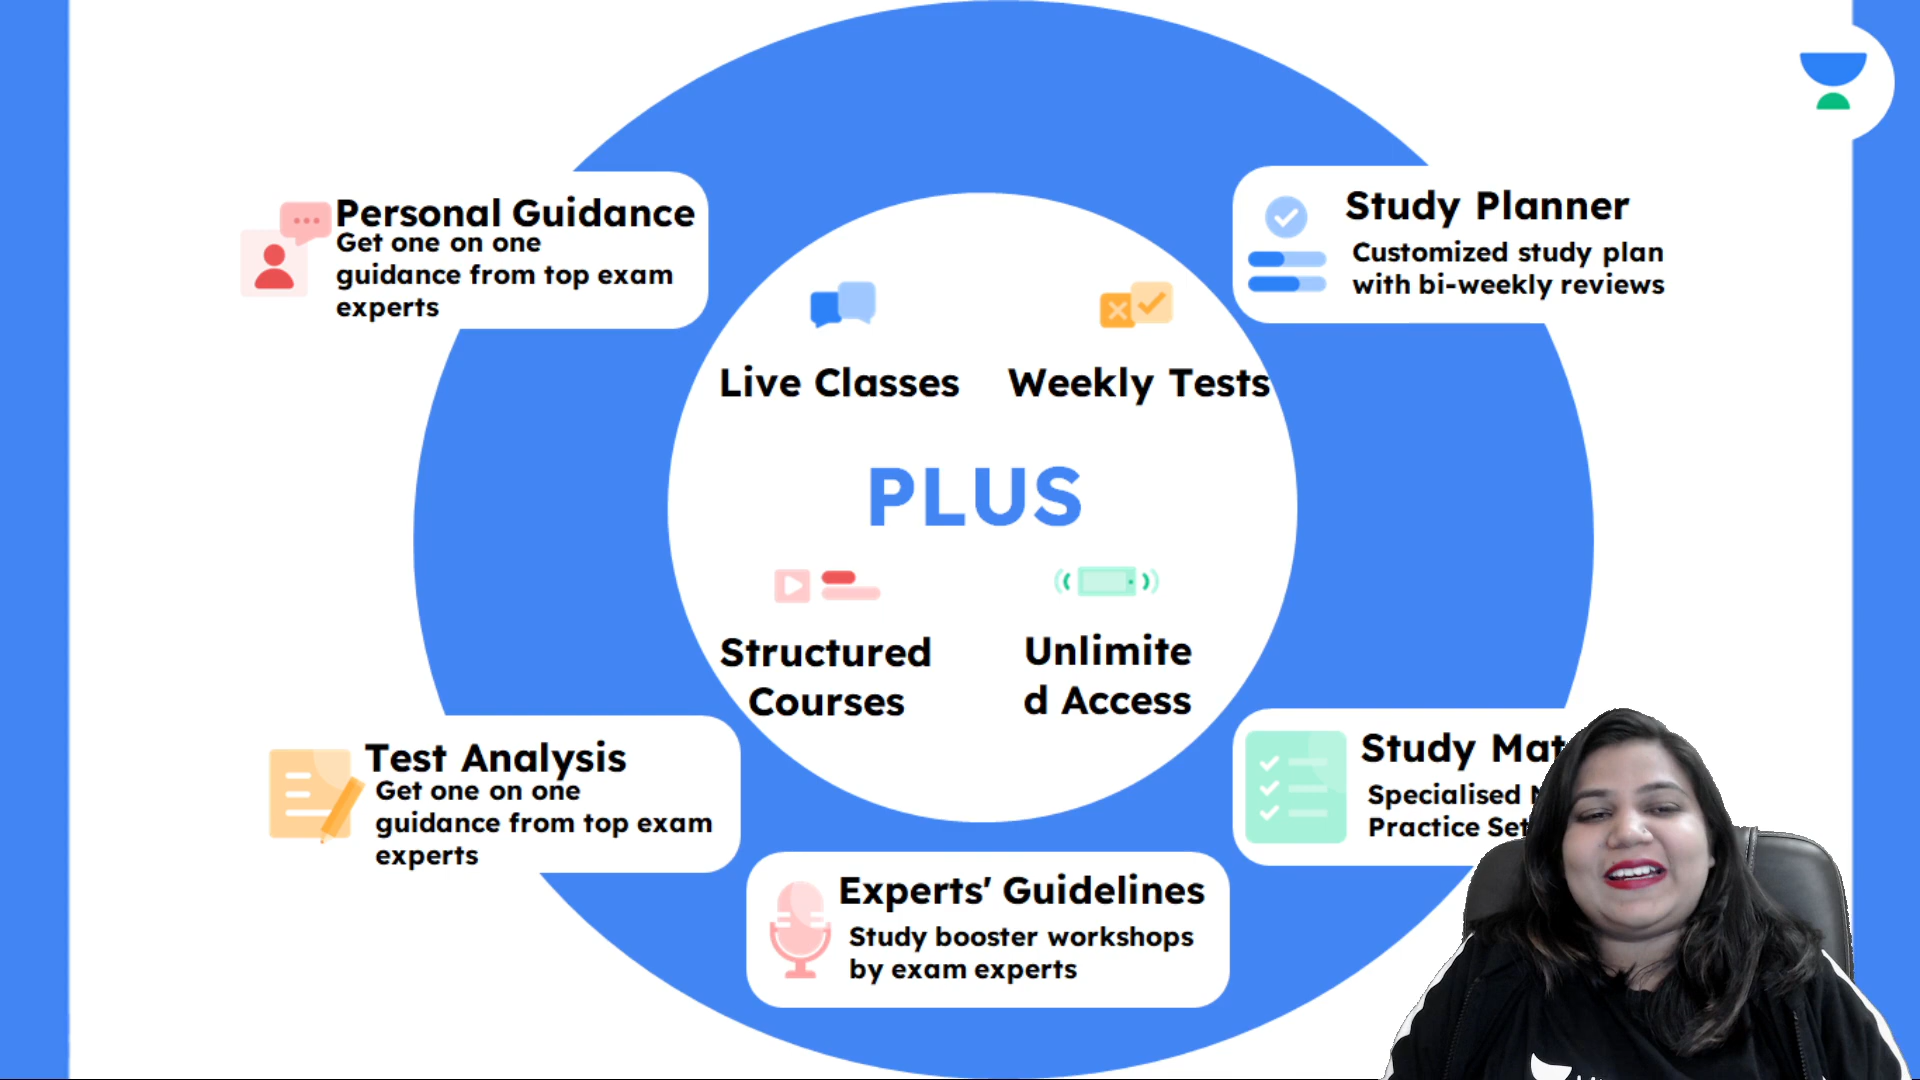 Personal Guidance
Get one on one
guidance from top exam
experts
Study Planner
Customized study plan
with bi-weekly reviews
Live Classes
Weekly Tests
PLUS
Structured
Courses
Unlimite
d Access
Test Analysis
Get one on one
guidance from top exam
experts
Study
Specialised
Practice
Experts' Guidelines
Study booster workshops
by exam experts